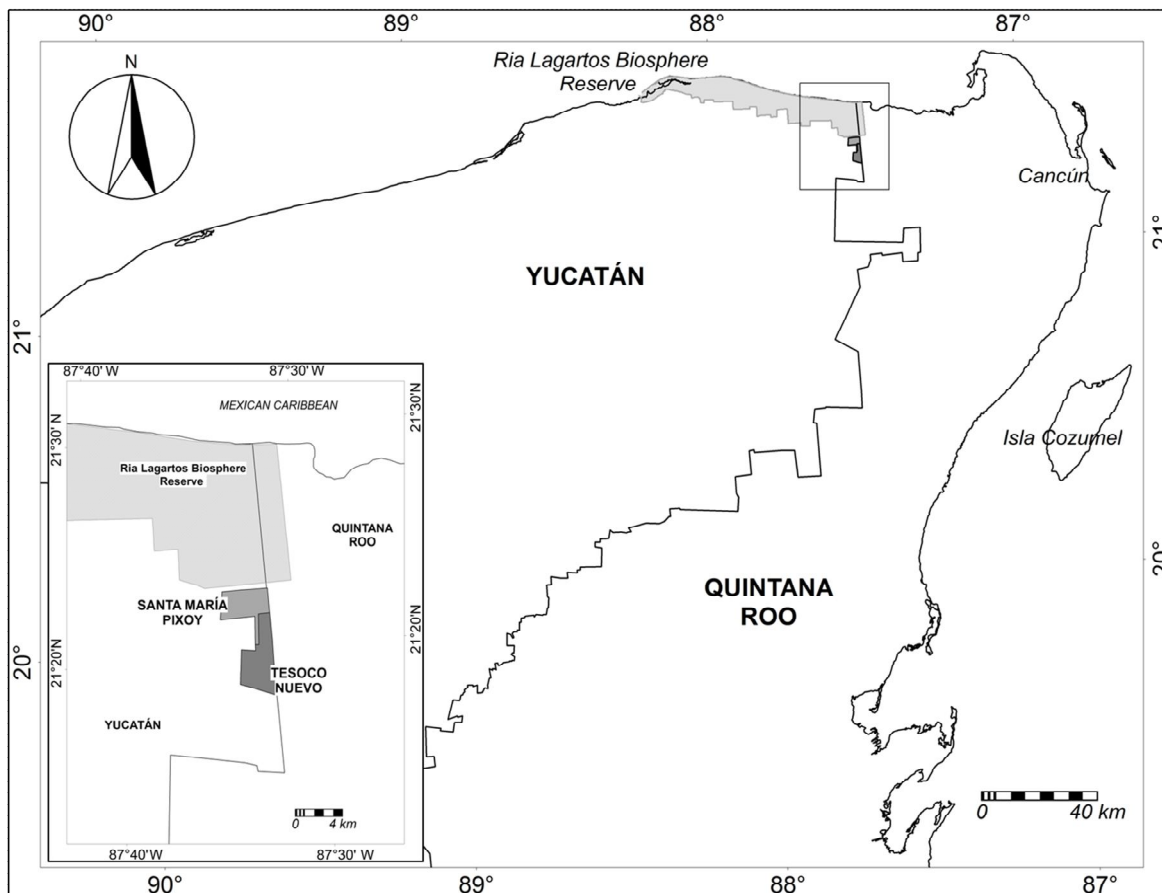 90°
89°
88°
87°
N
Ria Lagartos Biosphere
Reserve
Cancún
21°
YUCATÁN
21°
Isla Cozumel
20°
QUINTANA
ROO
20°
0 40 km
90°
89°
88°
87°
87°40' W
87°30' W
MEXICAN CARIBBEAN
21°30'N
21°30' N
Ria Lagartos Biosphere
Reserve
QUINTANA
ROO
SANTA MARÍA
PIXOY
21°20'N
21°20'N
TESOCO
NUEVO
YUCATÁN
0 4 km
87°40' W
87°30' W